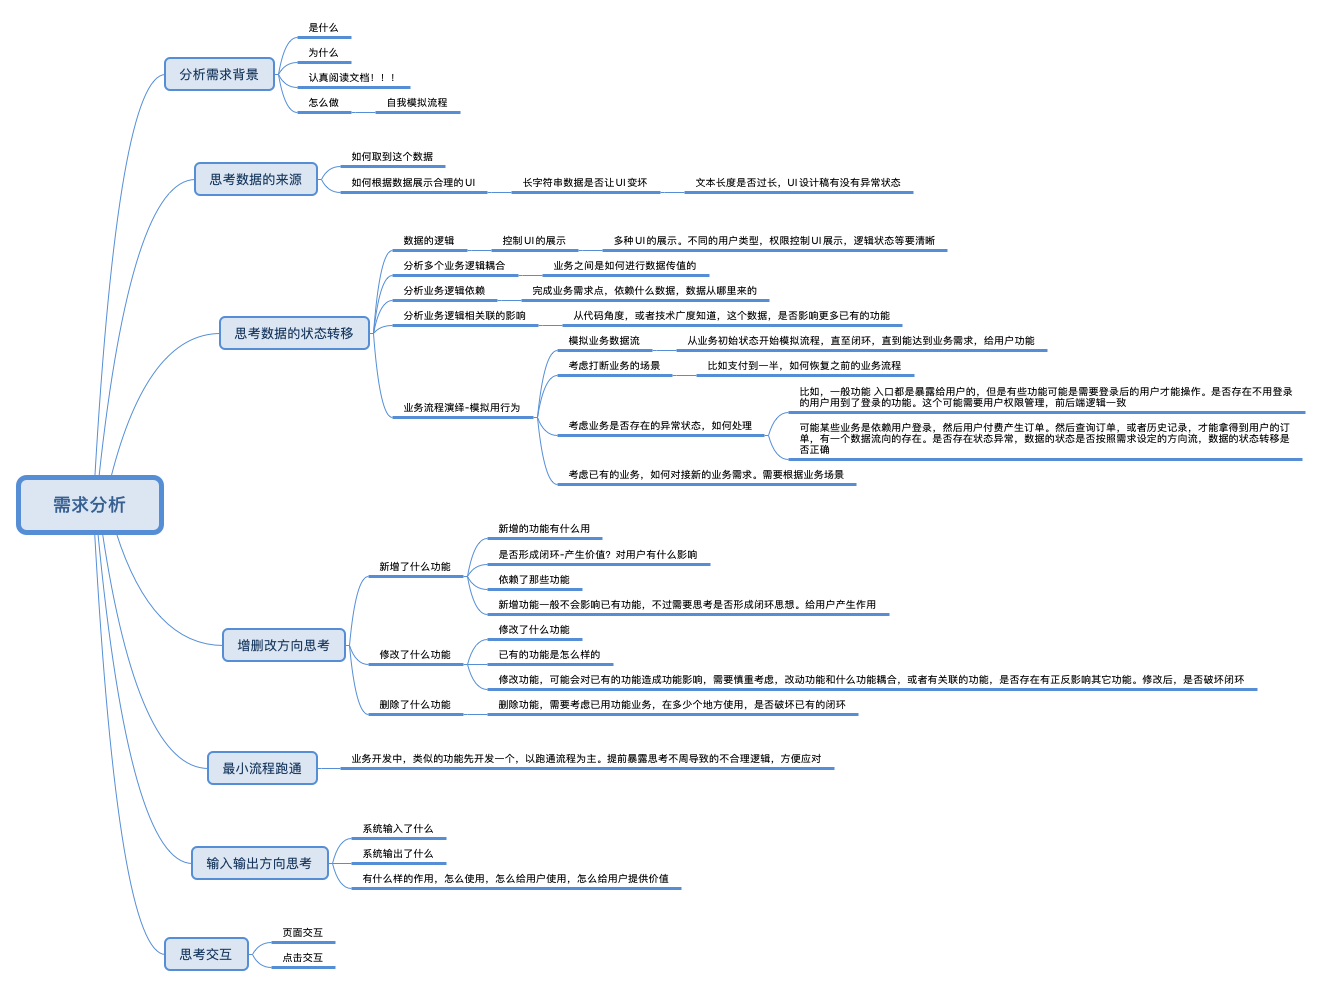 需求分析
分析需求背景
是什么
为什么
认真阅读文档！！！
怎么做
自我模拟流程
思考数据的来源
如何取到这个数据
如何根据数据展示合理的UI
长字符串数据是否让UI变坏
文本长度是否过长，UI设计稿有没有异常状态
思考数据的状态转移
数据的逻辑
控制UI的展示
多种UI的展示。不同的用户类型，权限控制UI展示，逻辑状态等要清晰
分析多个业务逻辑耦合
业务之间是如何进行数据传值的
分析业务逻辑依赖
完成业务需求点，依赖什么数据，数据从哪里来的
分析业务逻辑相关联的影响
从代码角度，或者技术广度知道，这个数据，是否影响更多已有的功能
业务流程演绎-模拟用行为
模拟业务数据流
从业务初始状态开始模拟流程，直至闭环，直到能达到业务需求，给用户功能
考虑打断业务的场景
比如支付到一半，如何恢复之前的业务流程
考虑业务是否存在的异常状态，如何处理
比如，一般功能 入口都是暴露给用户的，但是有些功能可能是需要登录后的用户才能操作。是否存在不用登录
的用户用到了登录的功能。这个可能需要用户权限管理，前后端逻辑一致
可能某些业务是依赖用户登录，然后用户付费产生订单。然后查询订单，或者历史记录，才能拿得到用户的订
单，有一个数据流向的存在。是否存在状态异常，数据的状态是否按照需求设定的方向流，数据的状态转移是
否正确
考虑已有的业务，如何对接新的业务需求。需要根据业务场景
增删改方向思考
新增了什么功能
新增的功能有什么用
是否形成闭环-产生价值？对用户有什么影响
依赖了那些功能
新增功能一般不会影响已有功能，不过需要思考是否形成闭环思想。给用户产生作用
修改了什么功能
修改了什么功能
已有的功能是怎么样的
修改功能，可能会对已有的功能造成功能影响，需要慎重考虑，改动功能和什么功能耦合，或者有关联的功能，是否存在有正反影响其它功能。修改后，是否破坏闭环
删除了什么功能
删除功能，需要考虑已用功能业务，在多少个地方使用，是否破坏已有的闭环
最小流程跑通
业务开发中，类似的功能先开发一个，以跑通流程为主。提前暴露思考不周导致的不合理逻辑，方便应对
输入输出方向思考
系统输入了什么
系统输出了什么
有什么样的作用，怎么使用，怎么给用户使用，怎么给用户提供价值
思考交互
页面交互
点击交互